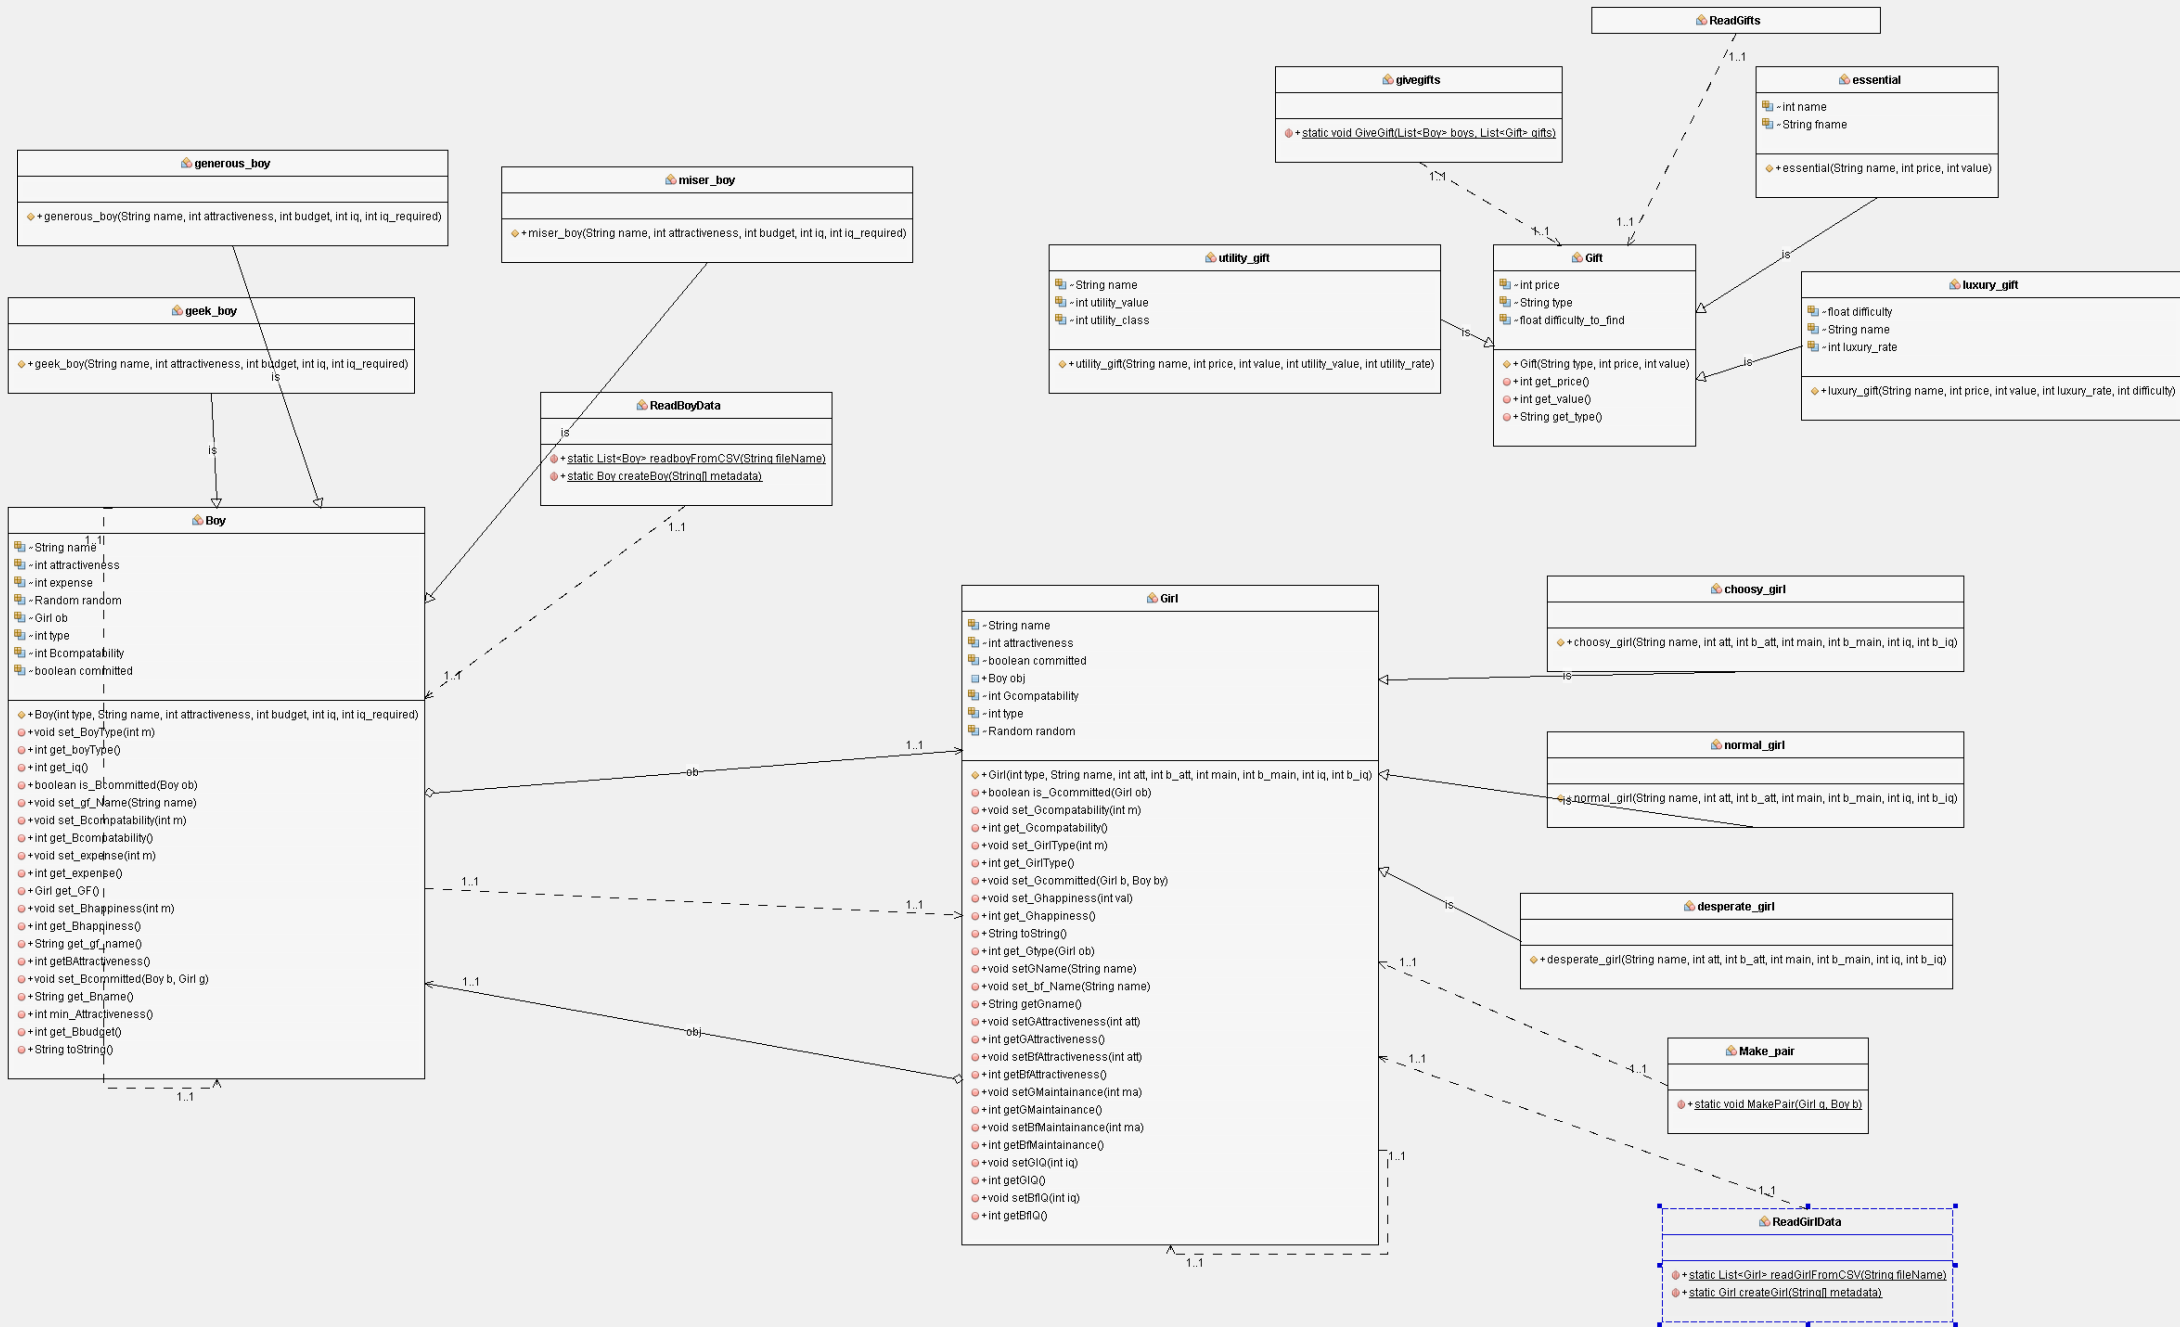 ReadGifts
1..1
1..1
givegifts
+ static void GiveGift(List<Boy> boys, List<Gift> gifts)
1..1
1..1
essential
~int name
~String fname
+essential(String name, int price, int value)
is
generous_boy
+generous_boy(String name, int attractiveness, int budget, int iq, int iq_required)
is
miser_boy
+miser_boy(String name, int attractiveness, int budget, int iq, int iq_required)
is
geek_boy
+geek_boy(String name, int attractiveness, int budget, int iq, int iq_required)
is
utility_gift
~String name
~int utility_value
~int utility_class
+utility_gift(String name, int price, int value, int utility_value, int utility_rate)
is
Gift
~int price
~String type
~float difficulty_to_find
+Gift(String type, int price, int value)
+int get_price()
+int get_value()
+String get_type()
luxury_gift
~float difficulty
~String name
~int luxury_rate
+luxury_gift(String name, int price, int value, int luxury_rate, int difficulty)
is
ReadBoyData
+ static List<Boy> readboyFromCSV(String fileName)
+ static Boy createBoy(String[] metadata)
1..1
1..1
Boy
~String name
~int attractiveness
~int expense
~Random random
~Girl ob
~int type
~int Bcompatability
~boolean committed
+Boy(int type, String name, int attractiveness, int budget, int iq, int iq_required)
+void set_BoyType(int m)
+int get_boyType()
+int get_iq()
+boolean is_Bcommitted(Boy ob)
+void set_gf_Name(String name)
+void set_Bcompatability(int m)
+int get_Bcompatability()
+void set_expense(int m)
+int get_expense()
+Girl get_GF()
+void set_Bhappiness(int m)
+int get_Bhappiness()
+String get_gf_name()
+int getBAttractiveness()
+void set_Bcommitted(Boy b, Girl g)
+String get_Bname()
+int min_Attractiveness()
+int get_Bbudget()
+String toString()
1..1
1..1
ob
1..1
1..1
1..1
1..1
obj
Girl
~String name
~int attractiveness
~boolean committed
+Boy obj
~int Gcompatability
~int type
~Random random
+Girl(int type, String name, int att, int b_att, int main, int b_main, int iq, int b_iq)
+boolean is_Gcommitted(Girl ob)
+void set_Gcompatability(int m)
+int get_Gcompatability()
+void set_GirlType(int m)
+int get_GirlType()
+void set_Gcommitted(Girl b, Boy by)
+void set_Ghappiness(int val)
+int get_Ghappiness()
+String toString()
+int get_Gtype(Girl ob)
+void setGName(String name)
+void set_bf_Name(String name)
+String getGname()
+void setGAttractiveness(int att)
+int getGAttractiveness()
+void setBfAttractiveness(int att)
+int getBfAttractiveness()
+void setGMaintainance(int ma)
+int getGMaintainance()
+void setBfMaintainance(int ma)
+int getBfMaintainance()
+void setGIQ(int iq)
+int getGIQ()
+void setBfIQ(int iq)
+int getBfIQ()
1..1
1..1
choosy_girl
+choosy_girl(String name, int att, int b_att, int main, int b_main, int iq, int b_iq)
is
normal_girl
+normal_girl(String name, int att, int b_att, int main, int b_main, int iq, int b_iq)
is
desperate_girl
+desperate_girl(String name, int att, int b_att, int main, int b_main, int iq, int b_iq)
is
Make_pair
+ static void MakePair(Girl g, Boy b)
1..1
1..1
ReadGirlData
+ static List<Girl> readGirlFromCSV(String fileName)
+ static Girl createGirl(String[] metadata)
1..1
1..1